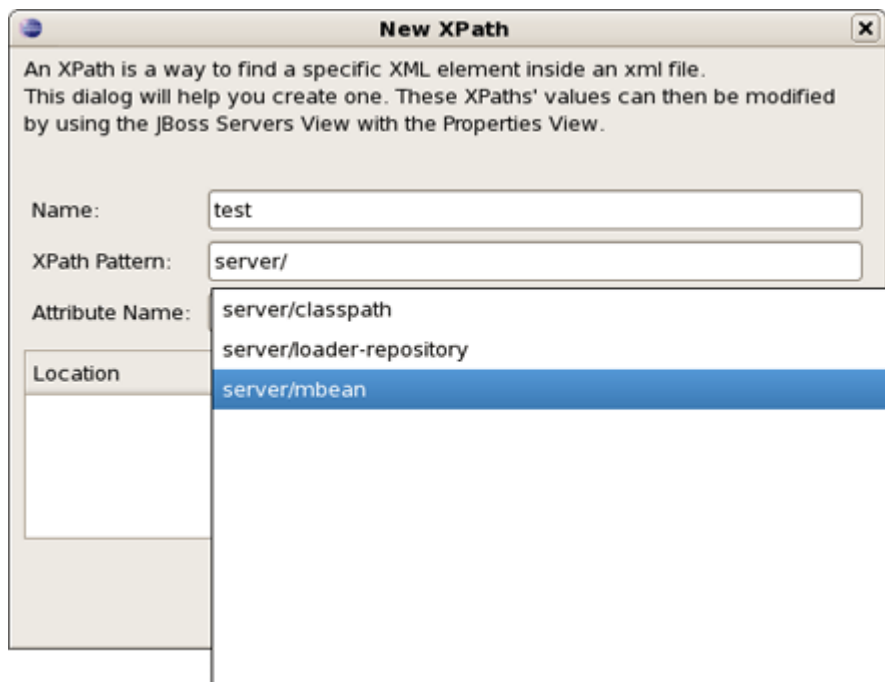 New XPath
An XPath is a way to find a specific XML element inside an xml file.
This dialog will help you create one. These XPaths' values can then be modified
by using the JBoss Servers View with the Properties View.
Name:
test
XPath Pattern:
server/
Attribute Name:
server/classpath
server/loader-repository
Location
server/mbean